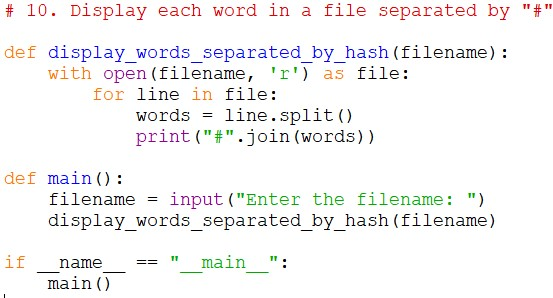 # 10. Display each word in a file separated by "#"
def display_words_separated_by_hash(filename):
    with open(filename, 'r') as file:
        for line in file:
            words = line.split()
            print("#".join(words))
def main():
    filename = input("Enter the filename: ")
    display_words_separated_by_hash(filename)
if __name__ == "__main__":
    main()